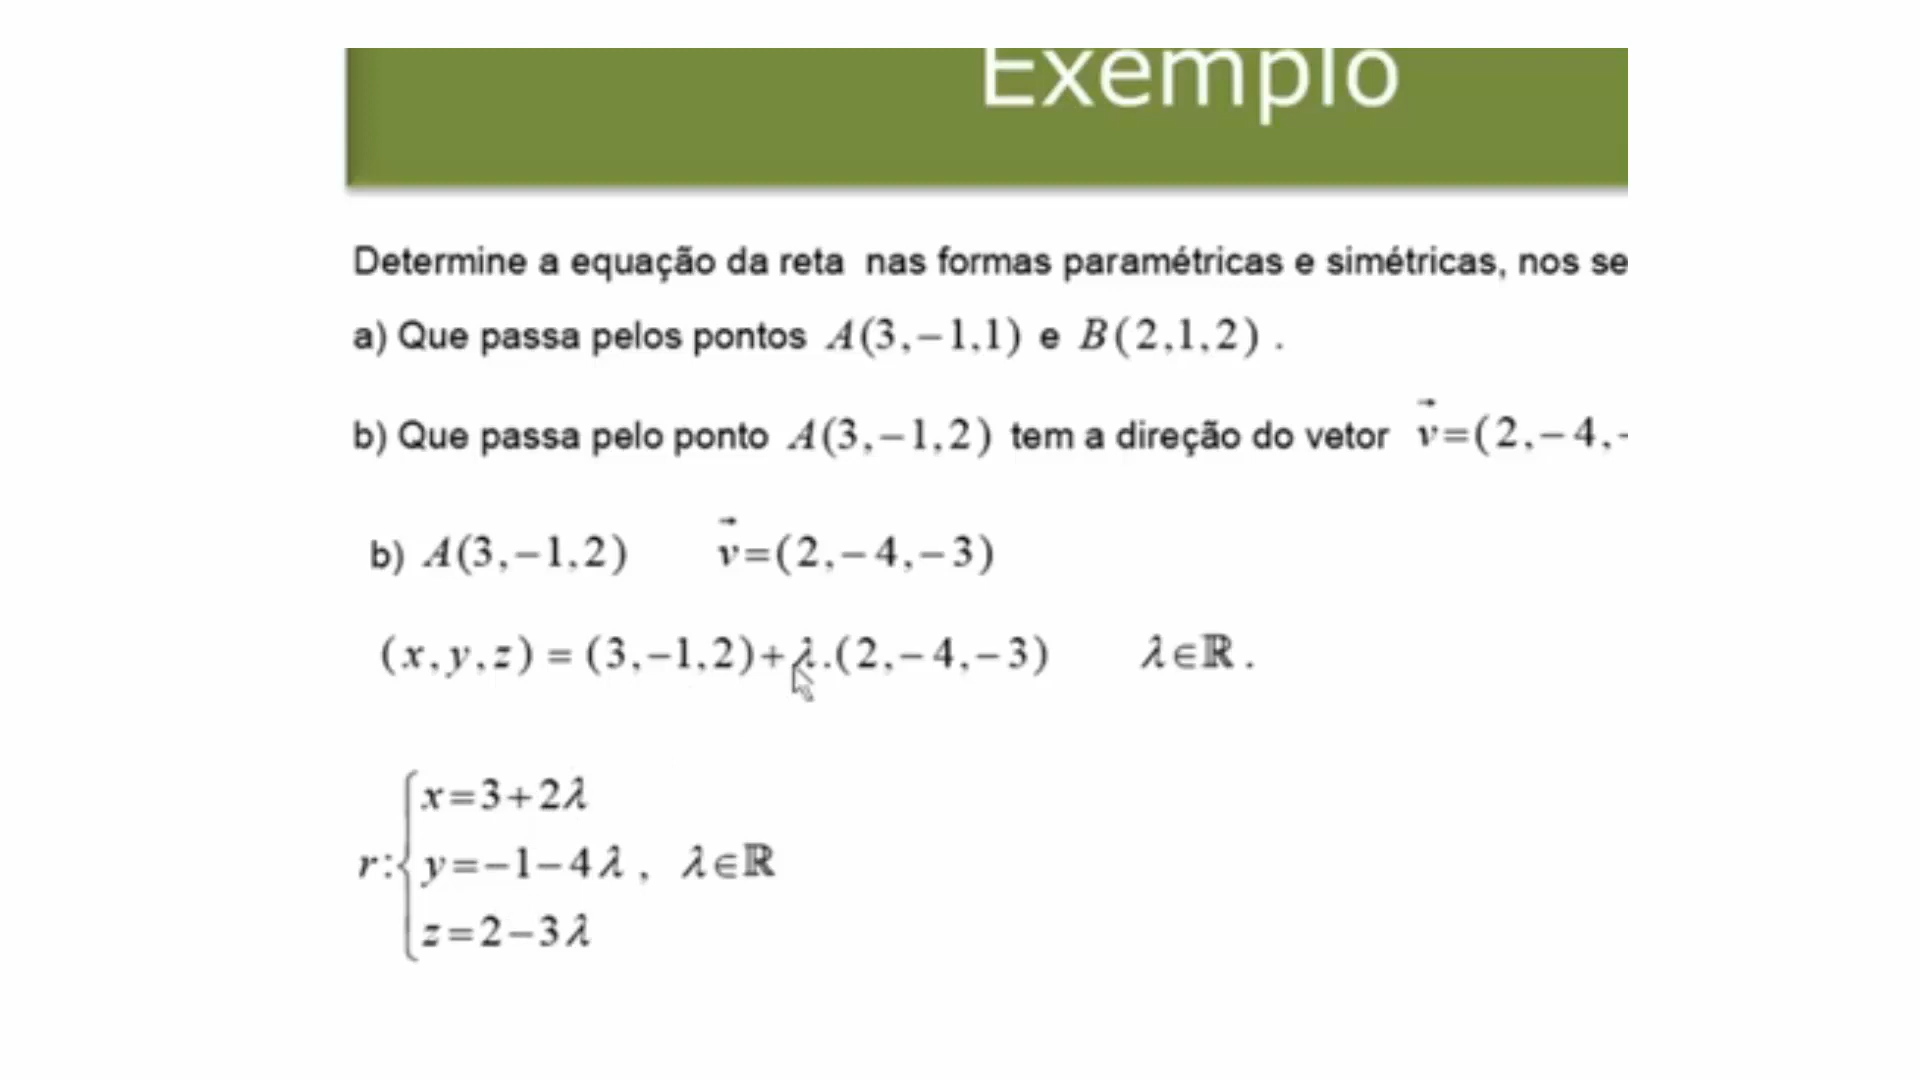 Exemplo
Determine a equação da reta nas formas paramétricas e simétricas, nos se
a) Que passa pelos pontos A(3,−1,1) e B(2,1,2) .
b) Que passa pelo ponto A(3,−1,2) tem a direção do vetor v⃗=(2,−4,-
b) A(3,−1,2) v⃗=(2,−4,−3)
(x,y,z) = (3,−1,2)+λ.(2,−4,−3) λ∈ℝ.
x=3+2λ
r: { y=−1−4λ , λ∈ℝ
z=2−3λ